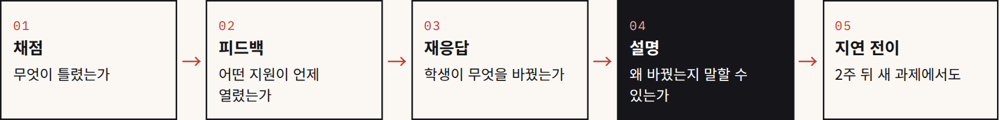 01
채점
무엇이 틀렸는가
02
피드백
어떤 지원이 언제
열렸는가
03
재응답
학생이 무엇을 바꿨는가
04
설명
왜 바꿨는지 말할 수
있는가
05
지연 전이
2주 뒤 새 과제에서도